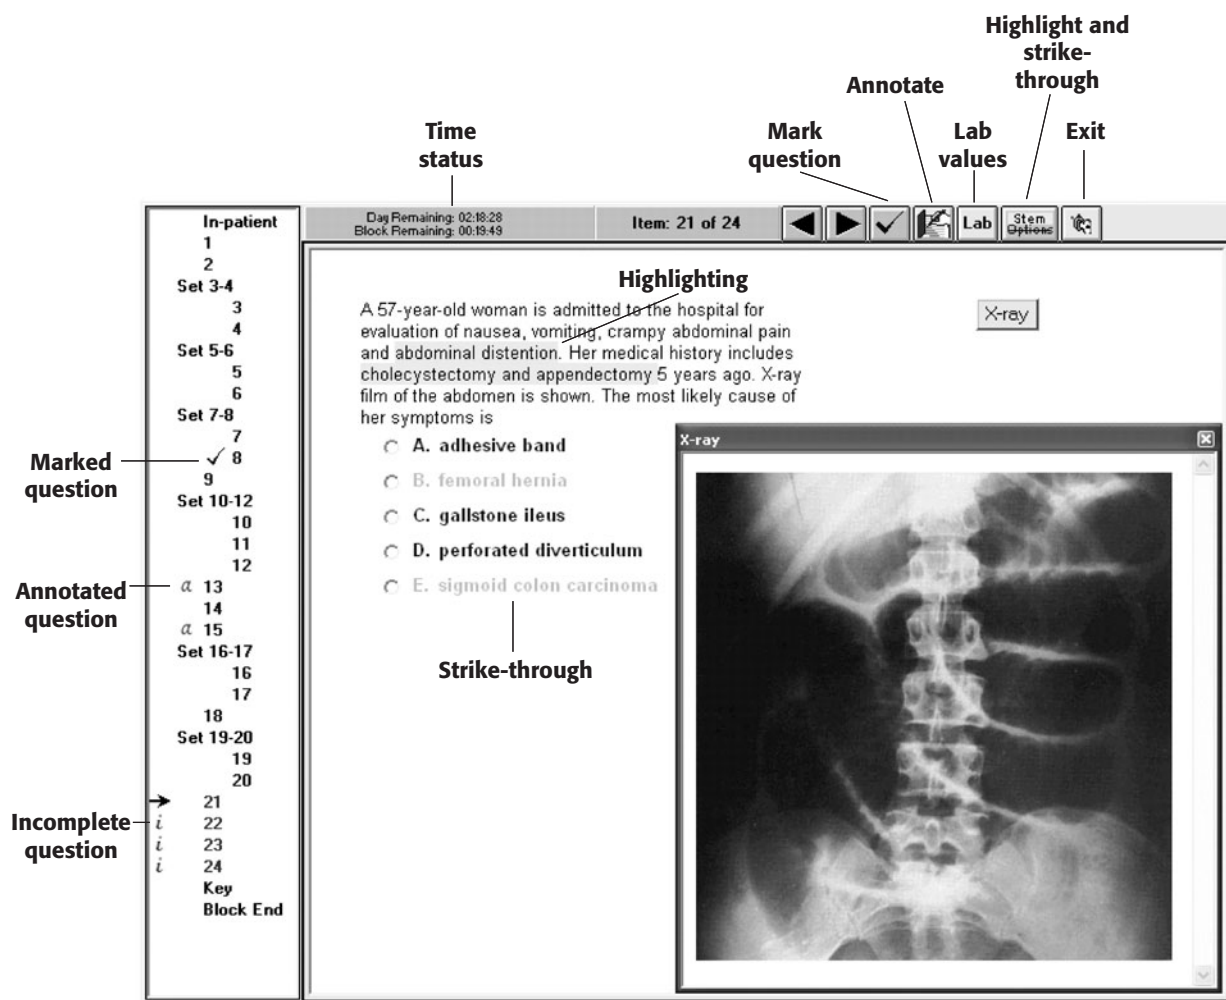 Highlight and
strike-
through
Annotate
Time
status
Mark
question
Lab
values
Exit
In-patient
1
2
Set 3-4
3
4
Set 5-6
5
6
Set 7-8
7
8
9
Set 10-12
10
11
12
a 13
14
a 15
Set 16-17
16
17
18
Set 19-20
19
20
21
i 22
i 23
i 24
Key
Block End
Marked
question
Annotated
question
Incomplete
question
Day Remaining: 02:18:28
Block Remaining: 00:19:49
Item: 21 of 24
Lab
Stem
Options
Highlighting
A 57-year-old woman is admitted to the hospital for
evaluation of nausea, vomiting, crampy abdominal pain
and abdominal distention. Her medical history includes
cholecystectomy and appendectomy 5 years ago. X-ray
film of the abdomen is shown. The most likely cause of
her symptoms is
X-ray
A. adhesive band
B. femoral hernia
C. gallstone ileus
D. perforated diverticulum
E. sigmoid colon carcinoma
Strike-through
X-ray